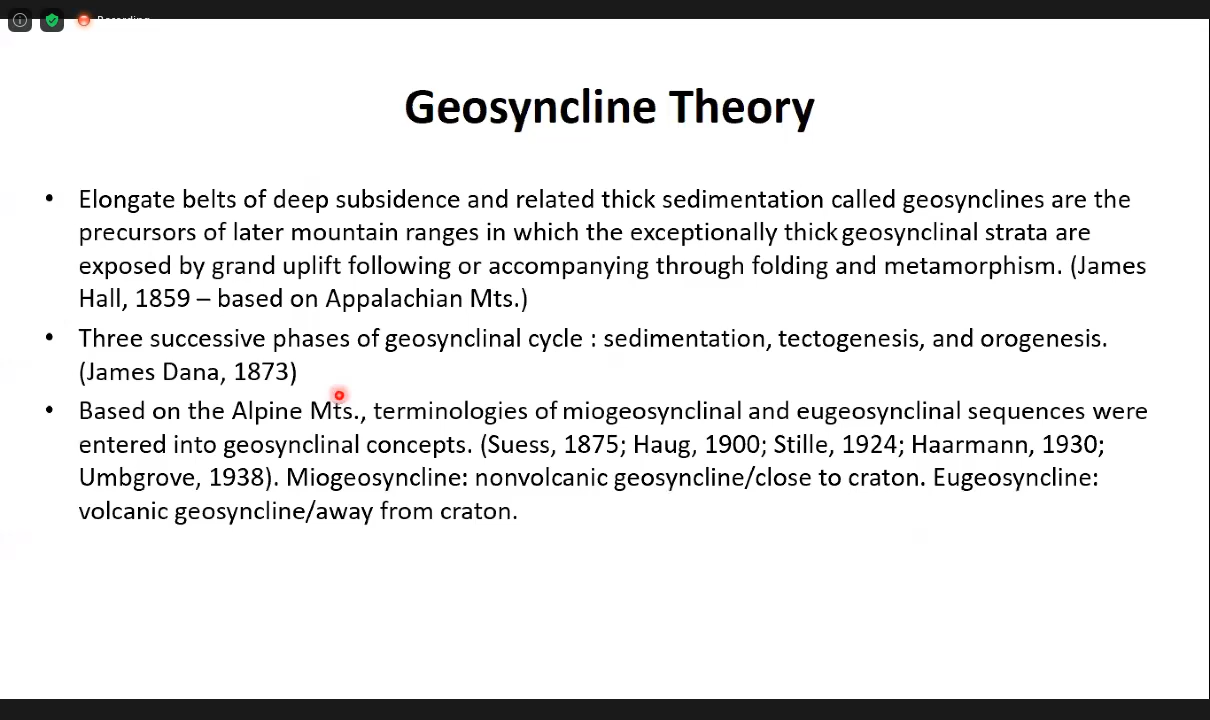 Recording
Geosyncline Theory
• Elongate belts of deep subsidence and related thick sedimentation called geosynclines are the
precursors of later mountain ranges in which the exceptionally thick geosynclinal strata are
exposed by grand uplift following or accompanying through folding and metamorphism. (James
Hall, 1859 – based on Appalachian Mts.)
• Three successive phases of geosynclinal cycle : sedimentation, tectogenesis, and orogenesis.
(James Dana, 1873)
• Based on the Alpine Mts., terminologies of miogeosynclinal and eugeosynclinal sequences were
entered into geosynclinal concepts. (Suess, 1875; Haug, 1900; Stille, 1924; Haarmann, 1930;
Umbgrove, 1938). Miogeosyncline: nonvolcanic geosyncline/close to craton. Eugeosyncline:
volcanic geosyncline/away from craton.